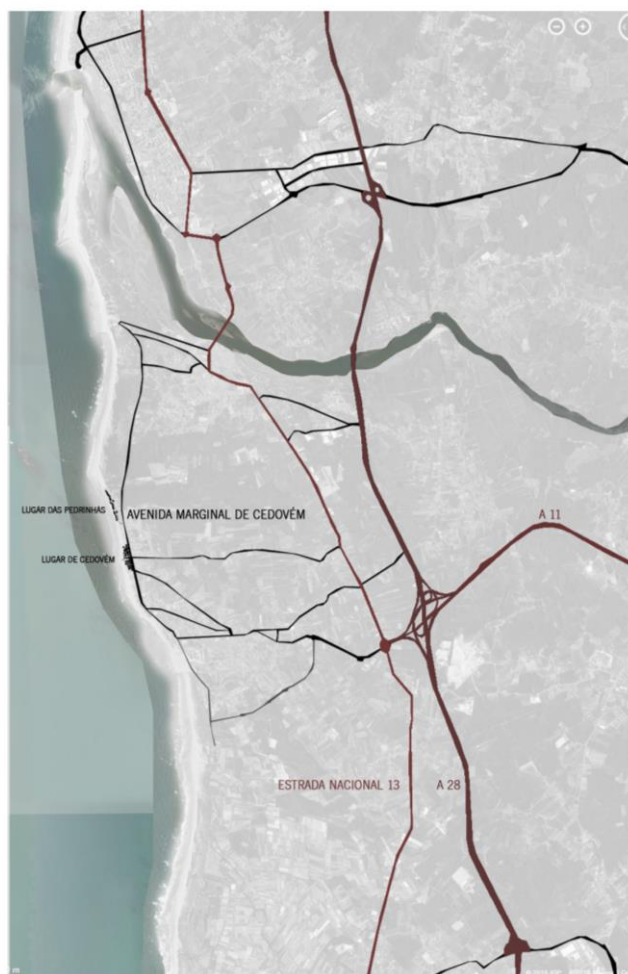 LUGAR DAS PEDRINHAS
AVENIDA MARGINAL DE CEDOVÉM
A 11
LUGAR DE CEDOVÉM
ESTRADA NACIONAL 13
A 28